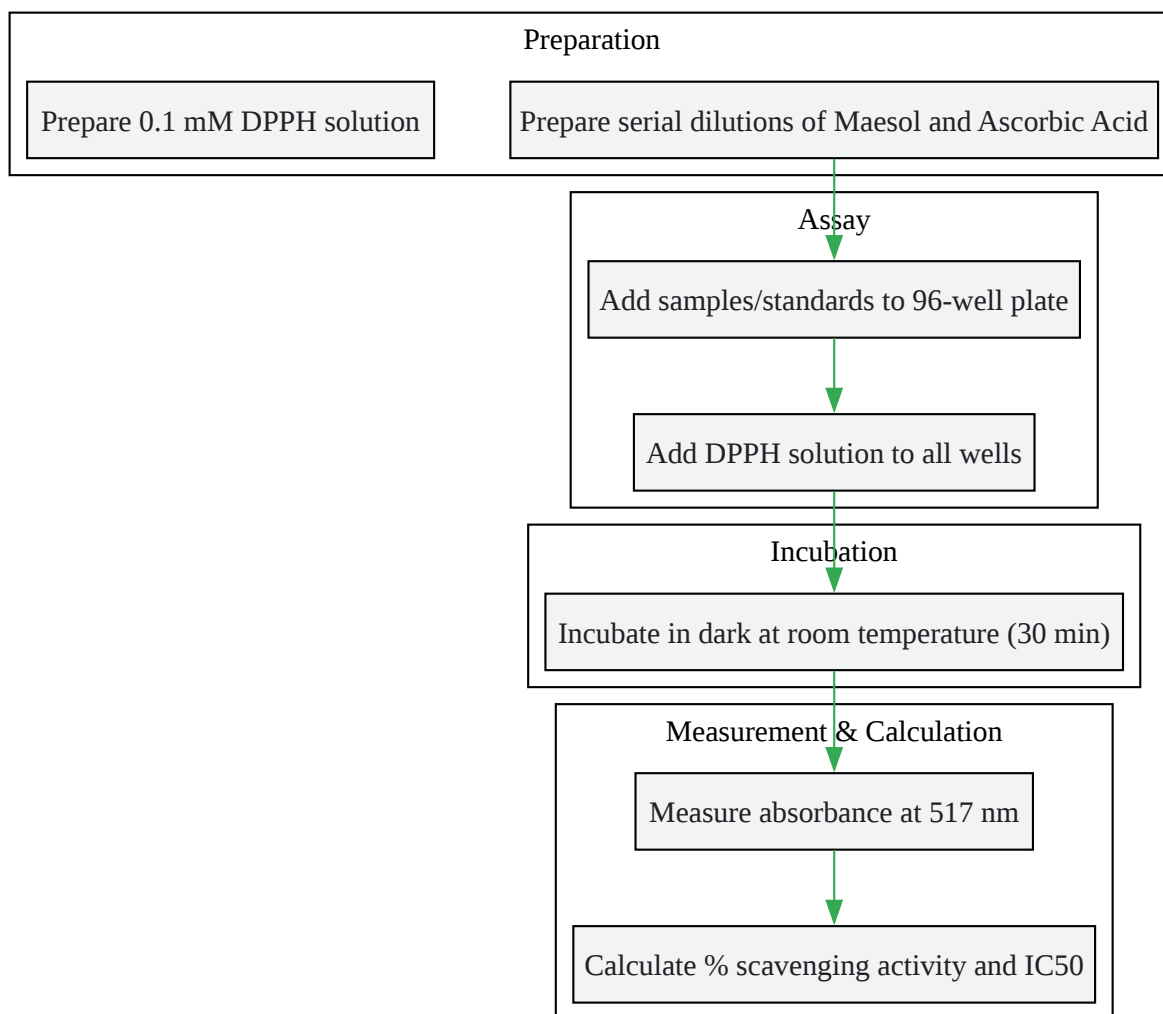 Preparation
Prepare 0.1 mM DPPH solution
Prepare serial dilutions of Maesol and Ascorbic Acid
Assay
Add samples/standards to 96-well plate
Add DPPH solution to all wells
Incubation
Incubate in dark at room temperature (30 min)
Measurement & Calculation
Measure absorbance at 517 nm
Calculate % scavenging activity and IC50